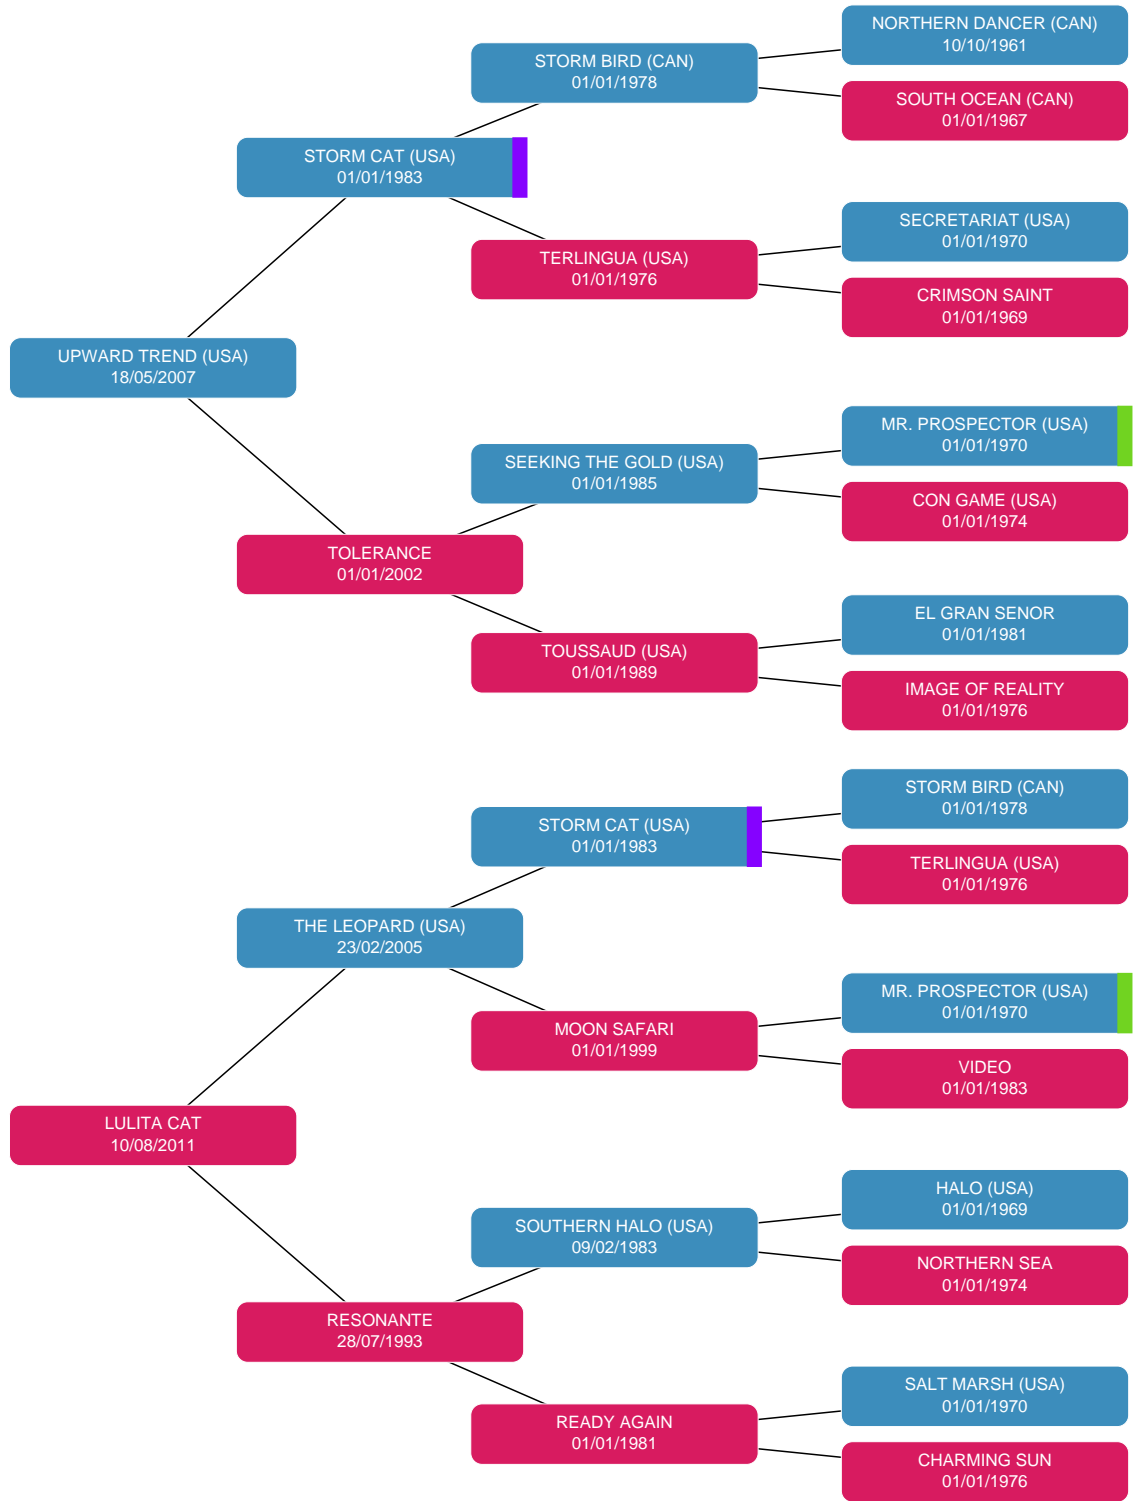 NORTHERN DANCER (CAN)
10/10/1961
STORM BIRD (CAN)
01/01/1978
SOUTH OCEAN (CAN)
01/01/1967
STORM CAT (USA)
01/01/1983
SECRETARIAT (USA)
01/01/1970
TERLINGUA (USA)
01/01/1976
CRIMSON SAINT
01/01/1969
UPWARD TREND (USA)
18/05/2007
MR. PROSPECTOR (USA)
01/01/1970
SEEKING THE GOLD (USA)
01/01/1985
CON GAME (USA)
01/01/1974
TOLERANCE
01/01/2002
EL GRAN SENOR
01/01/1981
TOUSSAUD (USA)
01/01/1989
IMAGE OF REALITY
01/01/1976
STORM BIRD (CAN)
01/01/1978
STORM CAT (USA)
01/01/1983
TERLINGUA (USA)
01/01/1976
THE LEOPARD (USA)
23/02/2005
MR. PROSPECTOR (USA)
01/01/1970
MOON SAFARI
01/01/1999
VIDEO
01/01/1983
LULITA CAT
10/08/2011
HALO (USA)
01/01/1969
SOUTHERN HALO (USA)
09/02/1983
NORTHERN SEA
01/01/1974
RESONANTE
28/07/1993
SALT MARSH (USA)
01/01/1970
READY AGAIN
01/01/1981
CHARMING SUN
01/01/1976